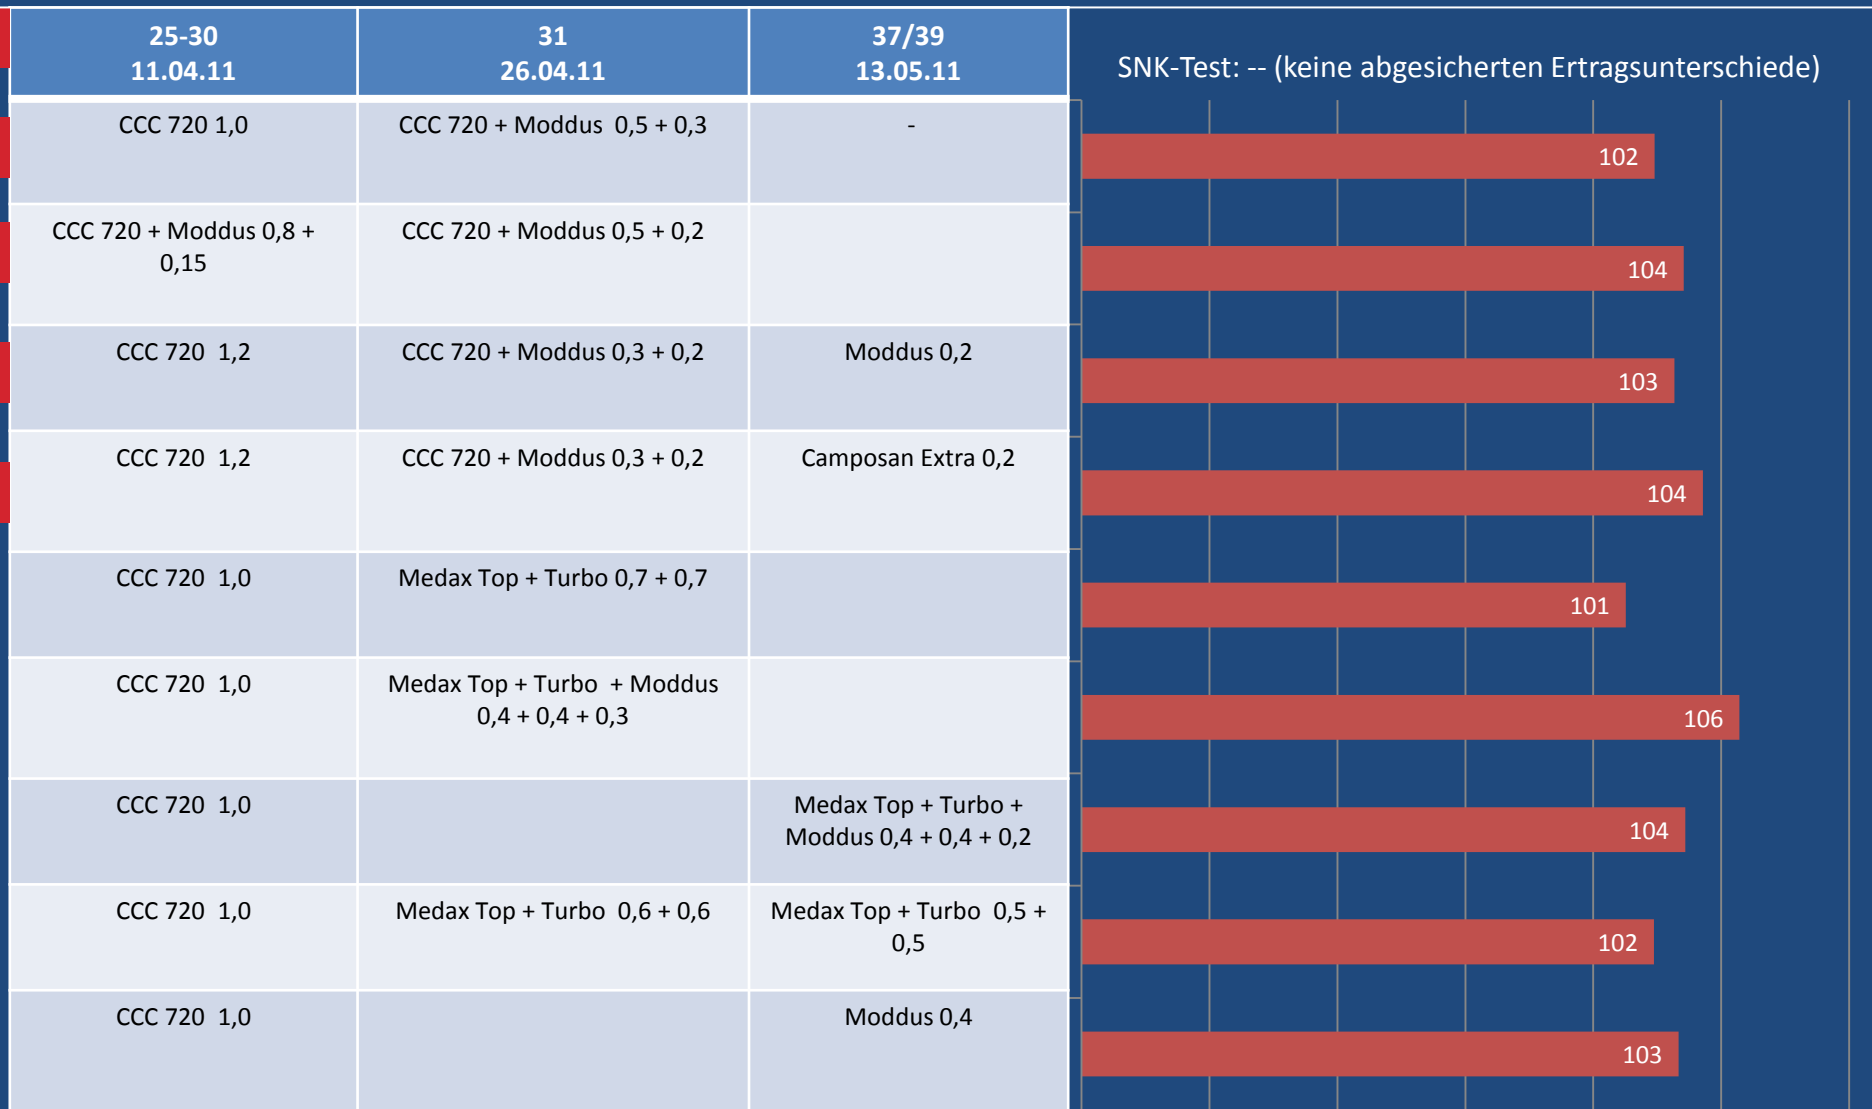 25-30
11.04.11
31
26.04.11
37/39
13.05.11
SNK-Test: -- (keine abgesicherten Ertragsunterschiede)
CCC 720 1,0
CCC 720 + Moddus 0,5 + 0,3
-
102
CCC 720 + Moddus 0,8 +
0,15
CCC 720 + Moddus 0,5 + 0,2
104
CCC 720 1,2
CCC 720 + Moddus 0,3 + 0,2
Moddus 0,2
103
CCC 720 1,2
CCC 720 + Moddus 0,3 + 0,2
Camposan Extra 0,2
104
CCC 720 1,0
Medax Top + Turbo 0,7 + 0,7
101
CCC 720 1,0
Medax Top + Turbo + Moddus
0,4 + 0,4 + 0,3
106
CCC 720 1,0
Medax Top + Turbo +
Moddus 0,4 + 0,4 + 0,2
104
CCC 720 1,0
Medax Top + Turbo 0,6 + 0,6
Medax Top + Turbo 0,5 +
0,5
102
CCC 720 1,0
Moddus 0,4
103